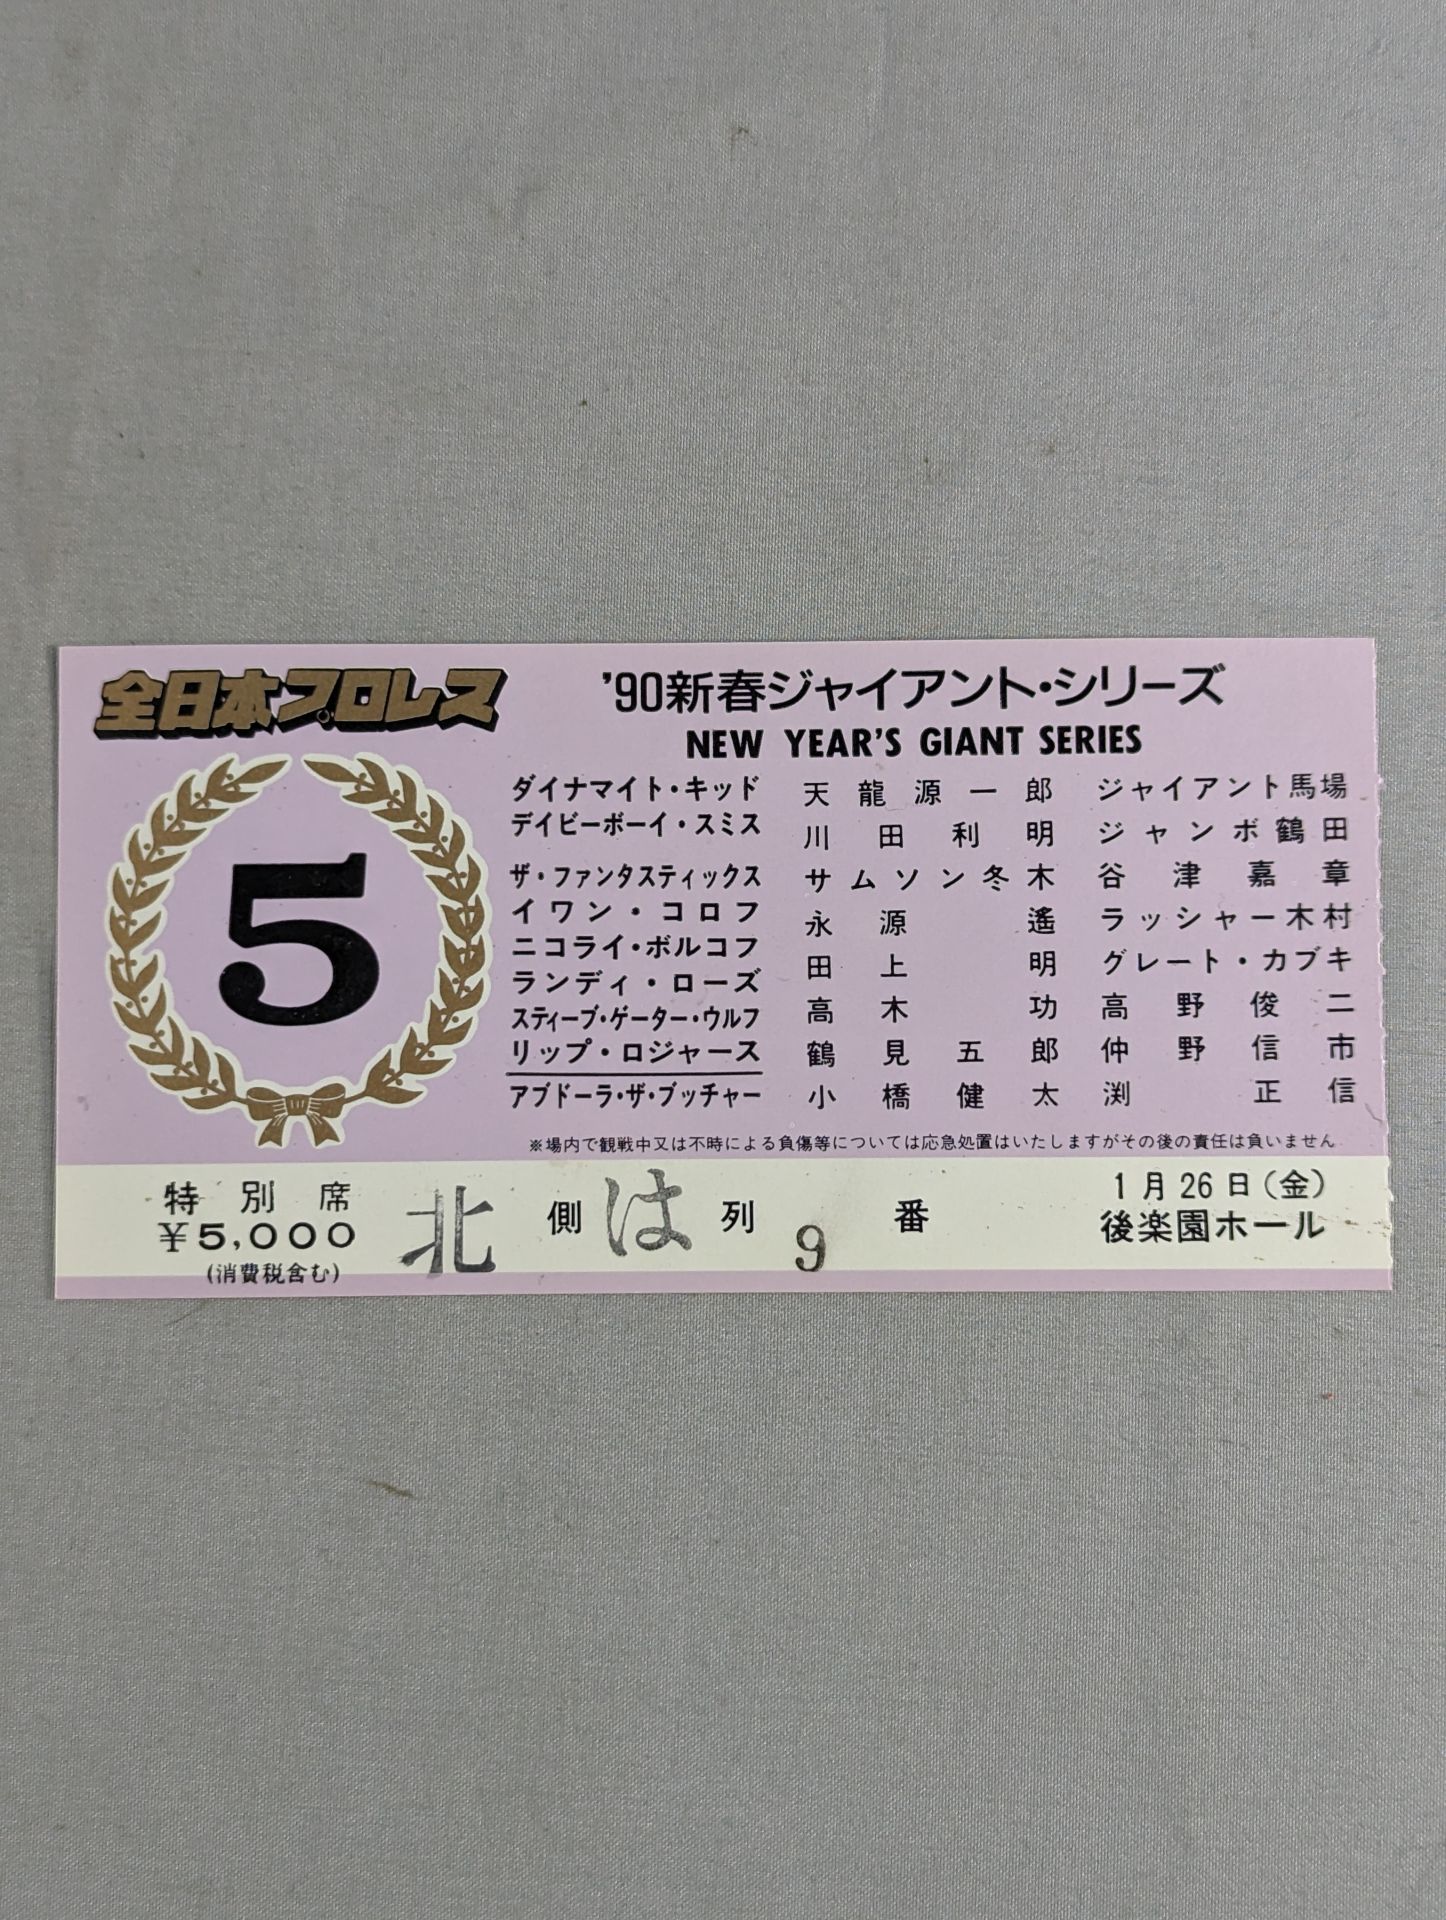 全日本プロレス
5
'90新春ジャイアント・シリーズ
NEW YEAR'S GIANT SERIES
ダイナマイト・キッド
デイビーボーイ・スミス
ザ・ファンタスティックス
イワン・コロフ
ニコライ・ボルコフ
ランディ・ローズ
スティーブ・ゲーター・ウルフ
リップ・ロジャース
アブドーラ・ザ・ブッチャー
天龍源一郎
川田利明
サムソン冬木
永源遙
田上明
高木功
鶴見五郎
小橋健太
ジャイアント馬場
ジャンボ鶴田
谷津嘉章
ラッシャー木村
グレート・カブキ
高野俊二
仲野信市
渕正信
※場内で観戦中又は不時による負傷等については応急処置はいたしますがその後の責任は負いません
特別席
¥5,000
(消費税含む)
北側は列9番
1月26日(金)
後楽園ホール